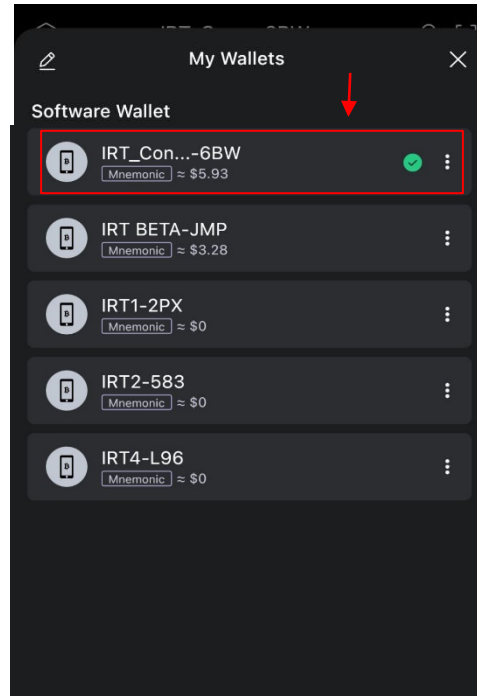 My Wallets
Software Wallet
IRT_Con...-6BW
Mnemonic ≈ $5.93
IRT BETA-JMP
Mnemonic ≈ $3.28
IRT1-2PX
Mnemonic ≈ $0
IRT2-583
Mnemonic ≈ $0
IRT4-L96
Mnemonic ≈ $0